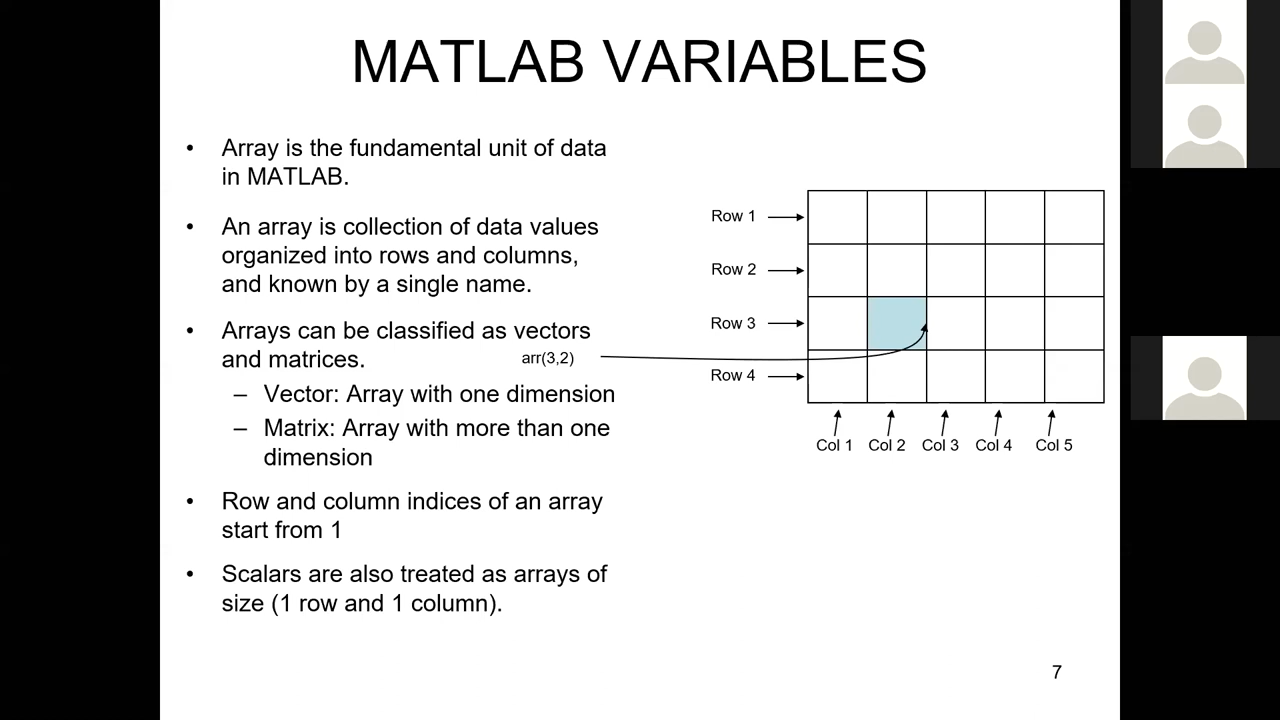 MATLAB VARIABLES
• Array is the fundamental unit of data
in MATLAB.
• An array is collection of data values
organized into rows and columns,
and known by a single name.
• Arrays can be classified as vectors
and matrices.
– Vector: Array with one dimension
– Matrix: Array with more than one
dimension
• Row and column indices of an array
start from 1
• Scalars are also treated as arrays of
size (1 row and 1 column).
arr(3,2)
Row 1
Row 2
Row 3
Row 4
Col 1 Col 2 Col 3 Col 4 Col 5
7